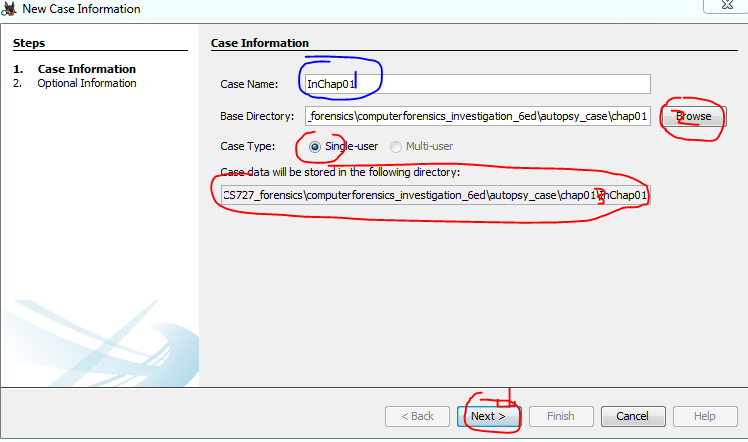 New Case Information
Steps
1. Case Information
2. Optional Information
Case Information
Case Name: InChap01
Base Directory: _forensics\computerforensics_investigation_6ed\autopsy_case\chap01 Browse
Case Type: Single-user Multi-user
Case data will be stored in the following directory:
CS727_forensics\computerforensics_investigation_6ed\autopsy_case\chap01\InChap01
< Back Next > Finish Cancel Help